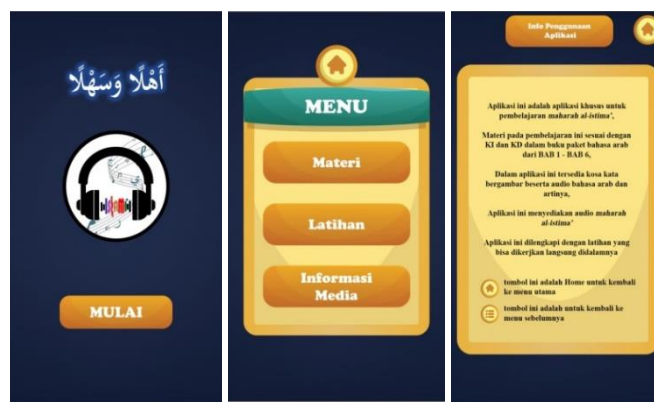 أَهْلًا وَسَهْلًا
MULAI
MENU
Materi
Latihan
Informasi
Media
Info Penggunaan
Aplikasi
Aplikasi ini adalah aplikasi khusus untuk
pembelajaran maharah al-istima',
Materi pada pembelajaran ini sesuai dengan
KI dan KD dalam buku paket bahasa arab
dari BAB 1 - BAB 6,
Dalam aplikasi ini tersedia kosa kata
bergambar beserta audio bahasa arab dan
artinya,
Aplikasi ini menyediakan audio maharah
al-istima'
Aplikasi ini dilengkapi dengan latihan yang
bisa dikerjkan langsung didalamnya
tombol ini adalah Home untuk kembali
ke menu utama
tombol ini adalah untuk kembali ke
menu sebelumnya